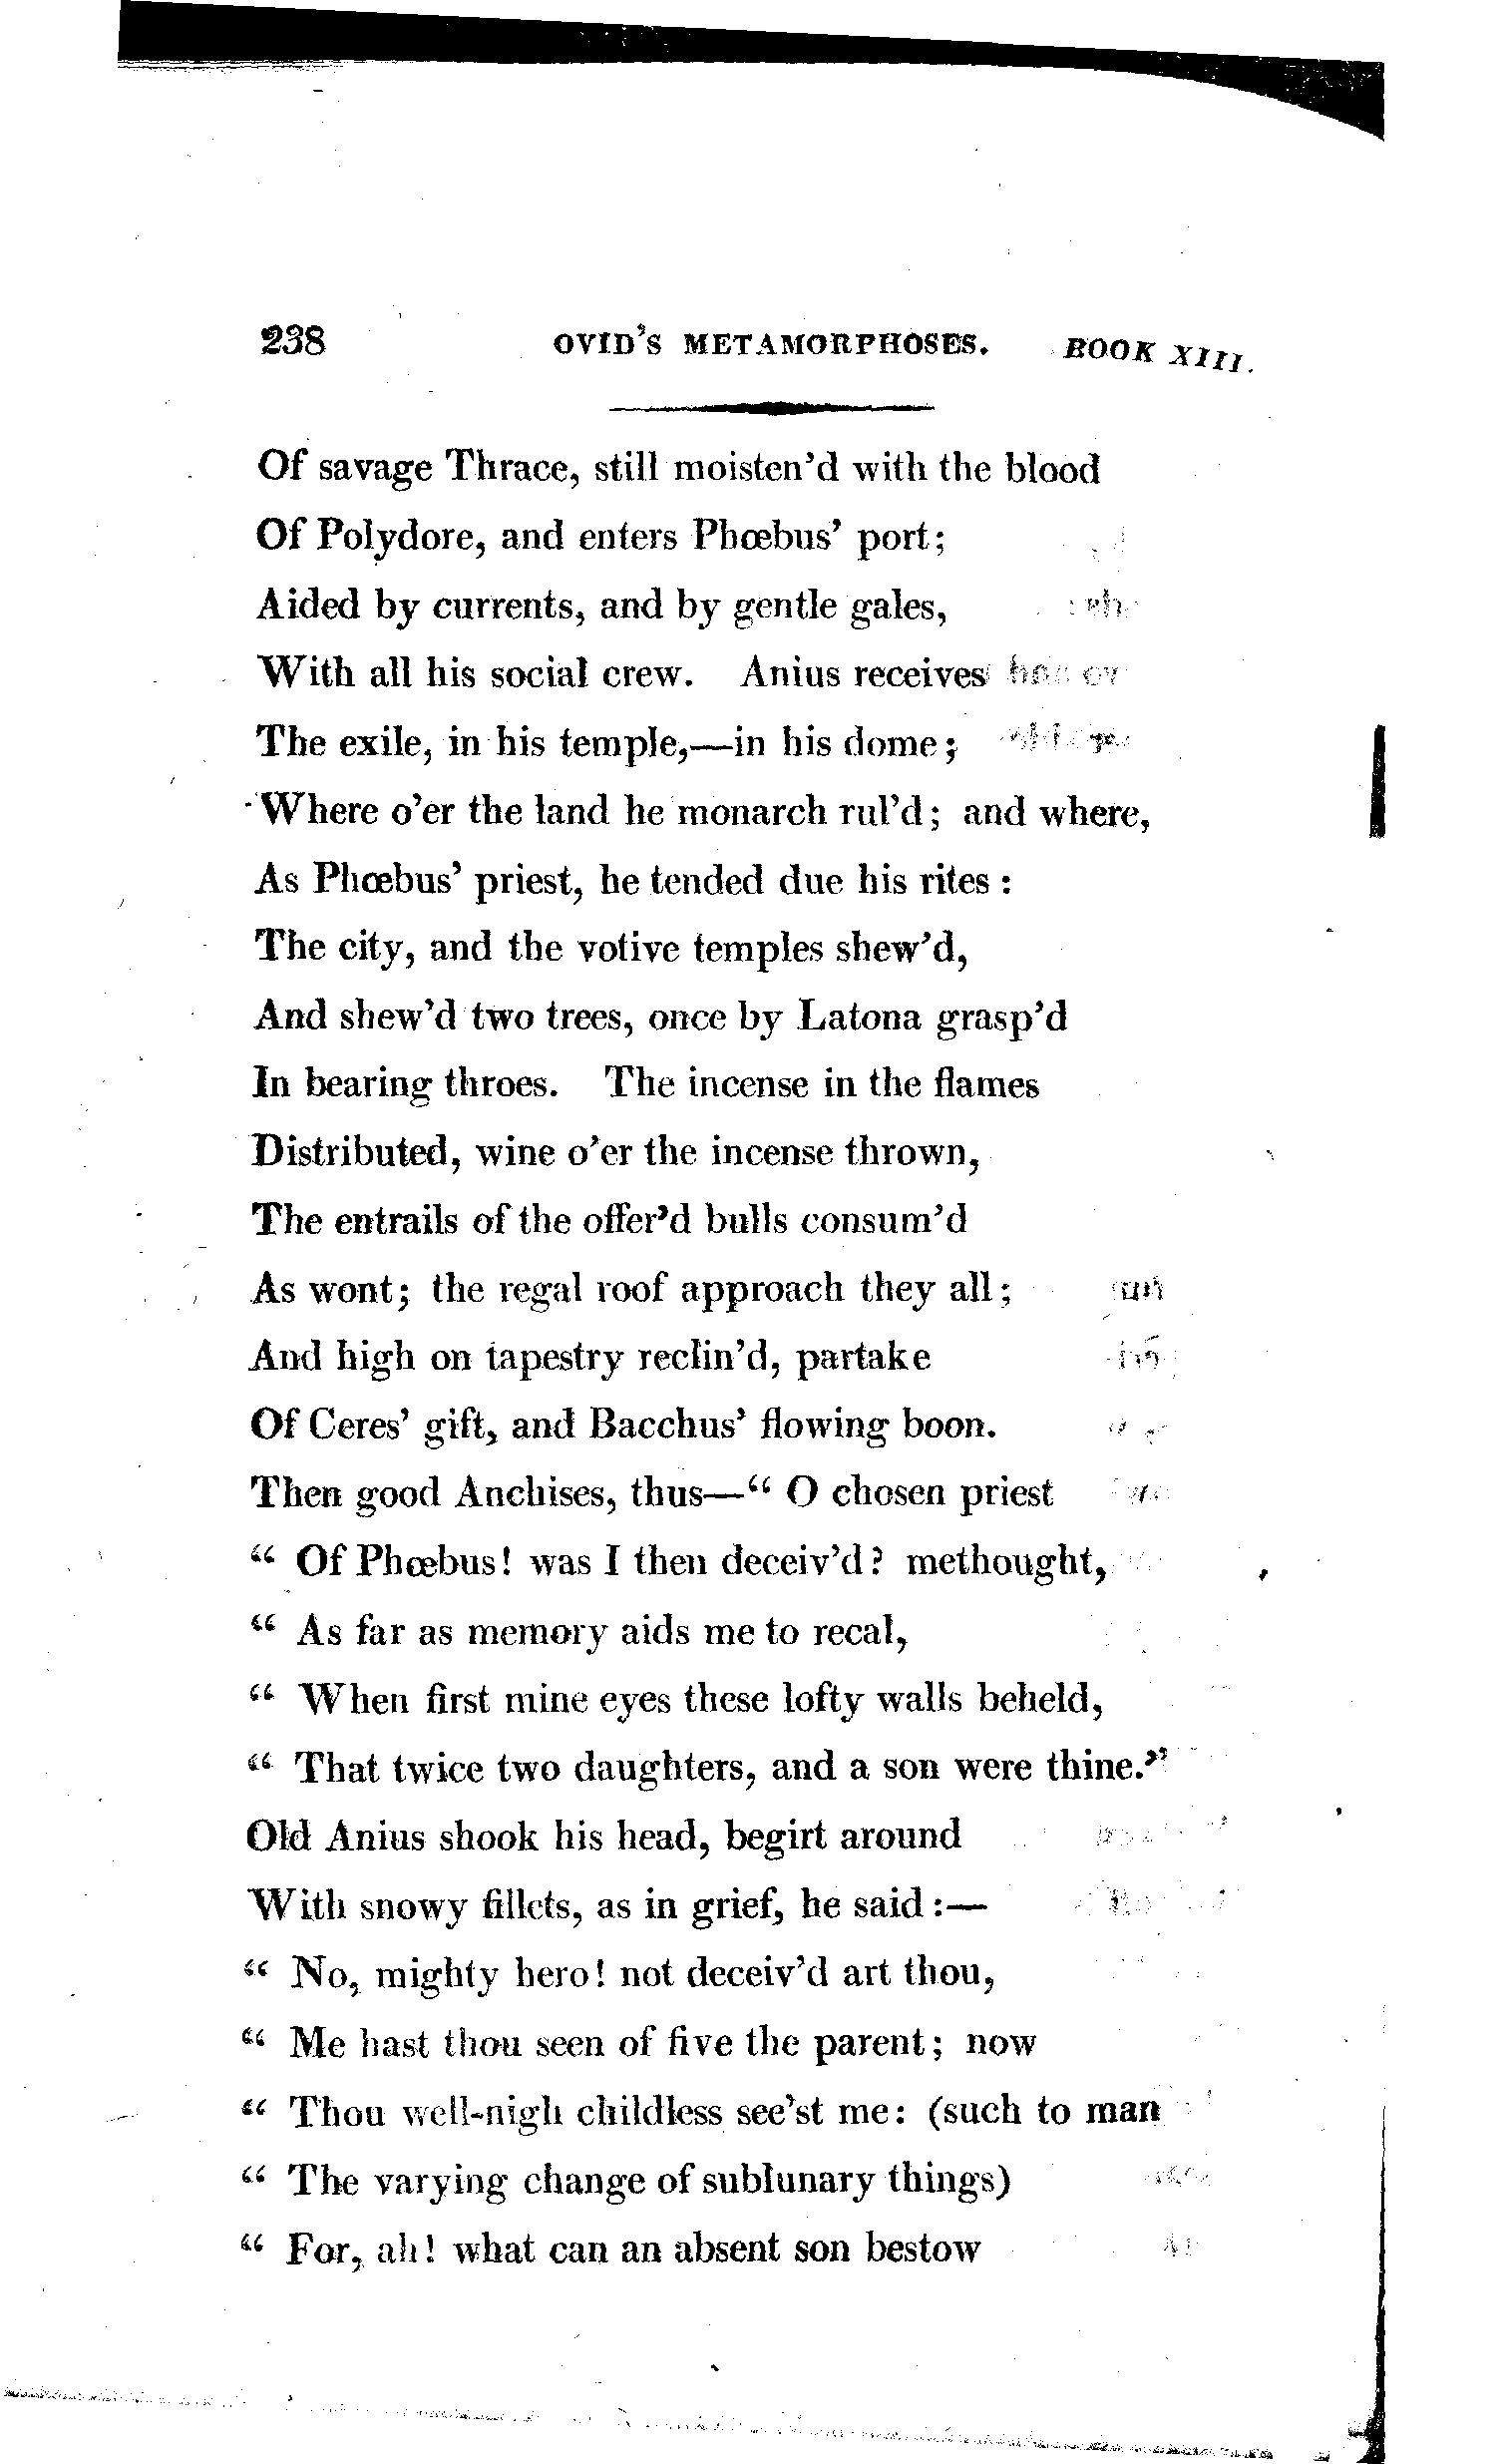 238 OVID'S METAMORPHOSES. BOOK XIII.
Of savage Thrace, still moisten'd with the blood
Of Polydore, and enters Phœbus' port;
Aided by currents, and by gentle gales,
With all his social crew. Anius receives
The exile, in his temple,—in his dome;
Where o'er the land he monarch rul'd; and where,
As Phœbus' priest, he tended due his rites:
The city, and the votive temples shew'd,
And shew'd two trees, once by Latona grasp'd
In bearing throes. The incense in the flames
Distributed, wine o'er the incense thrown,
The entrails of the offer'd bulls consum'd
As wont; the regal roof approach they all;
And high on tapestry reclin'd, partake
Of Ceres' gift, and Bacchus' flowing boon.
Then good Anchises, thus—“ O chosen priest
“ Of Phœbus! was I then deceiv'd? methought,
“ As far as memory aids me to recal,
“ When first mine eyes these lofty walls beheld,
“ That twice two daughters, and a son were thine.”
Old Anius shook his head, begirt around
With snowy fillets, as in grief, he said:—
“ No, mighty hero! not deceiv'd art thou,
“ Me hast thou seen of five the parent; now
“ Thou well-nigh childless see'st me: (such to man
“ The varying change of sublunary things)
“ For, ah! what can an absent son bestow